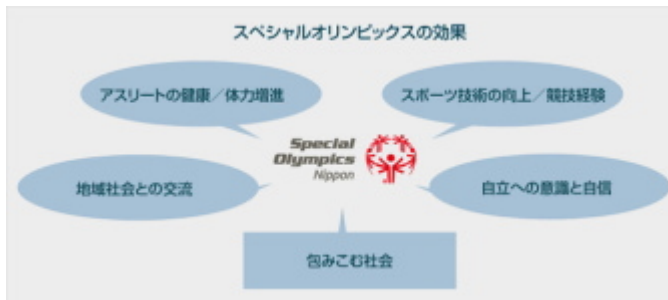 スペシャルオリンピックスの効果
アスリートの健康／体力増進
スポーツ技術の向上／競技経験
Special
Olympics
Nippon
地域社会との交流
自立への意識と自信
包みこむ社会